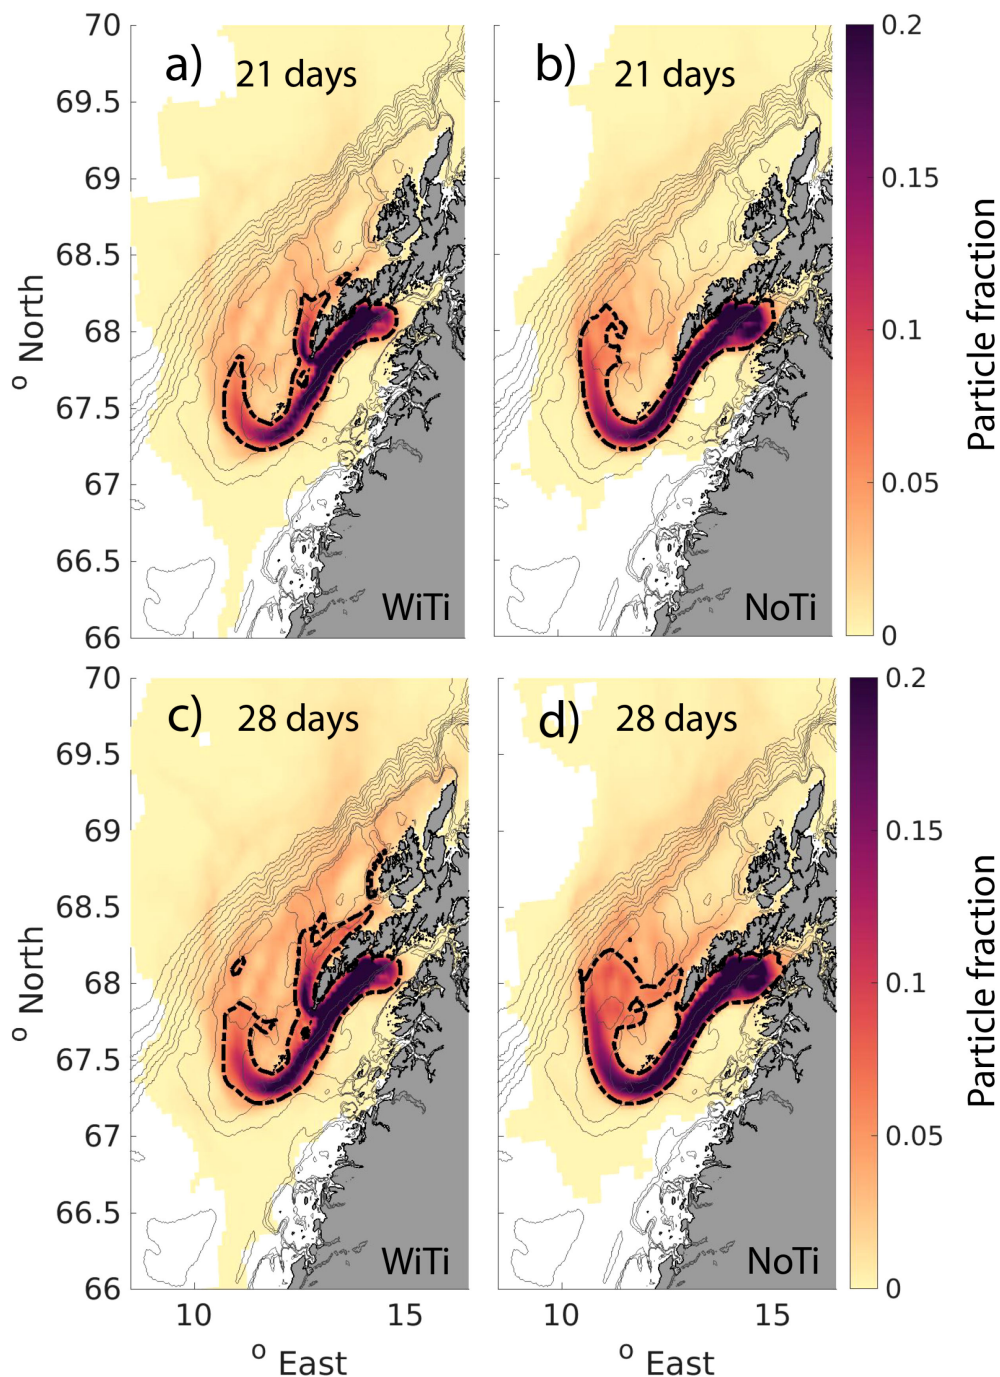 a) 21 days
b) 21 days
70
69.5
69
68.5
68
67.5
67
66.5
66
o North
WiTi
NoTi
0.2
0.15
0.1
0.05
0
Particle fraction
c) 28 days
d) 28 days
70
69.5
69
68.5
68
67.5
67
66.5
66
o North
WiTi
NoTi
0.2
0.15
0.1
0.05
0
Particle fraction
10 15
10 15
o East
o East